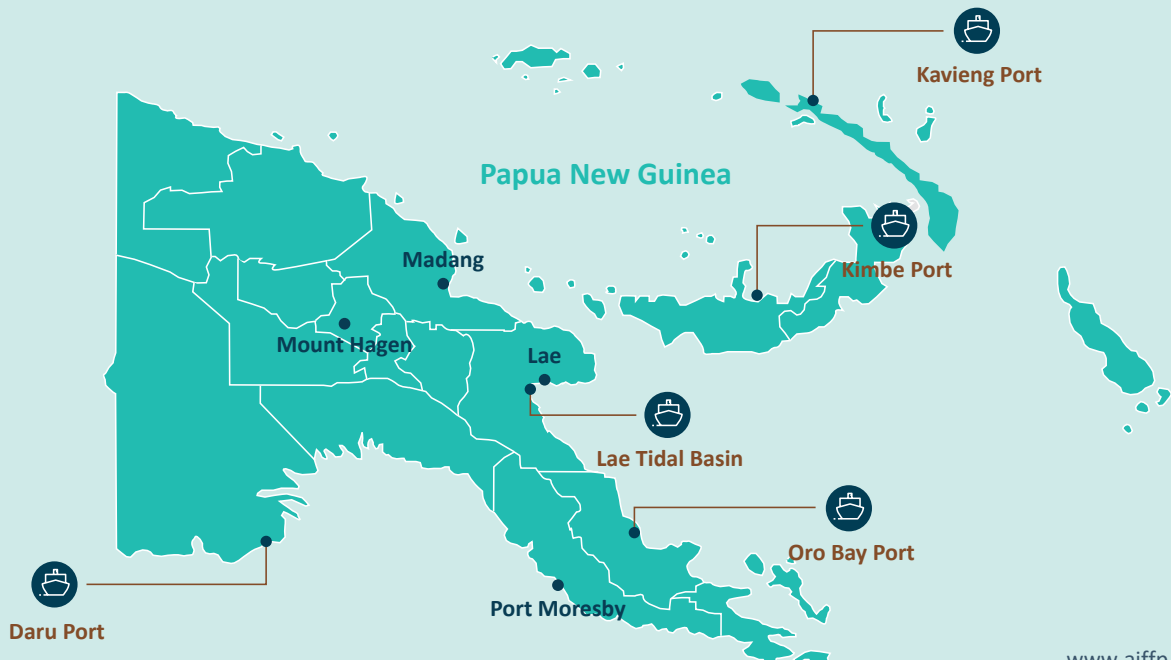 Kavieng Port
Papua New Guinea
Madang
Kimbe Port
Mount Hagen
Lae
Lae Tidal Basin
Oro Bay Port
Port Moresby
Daru Port